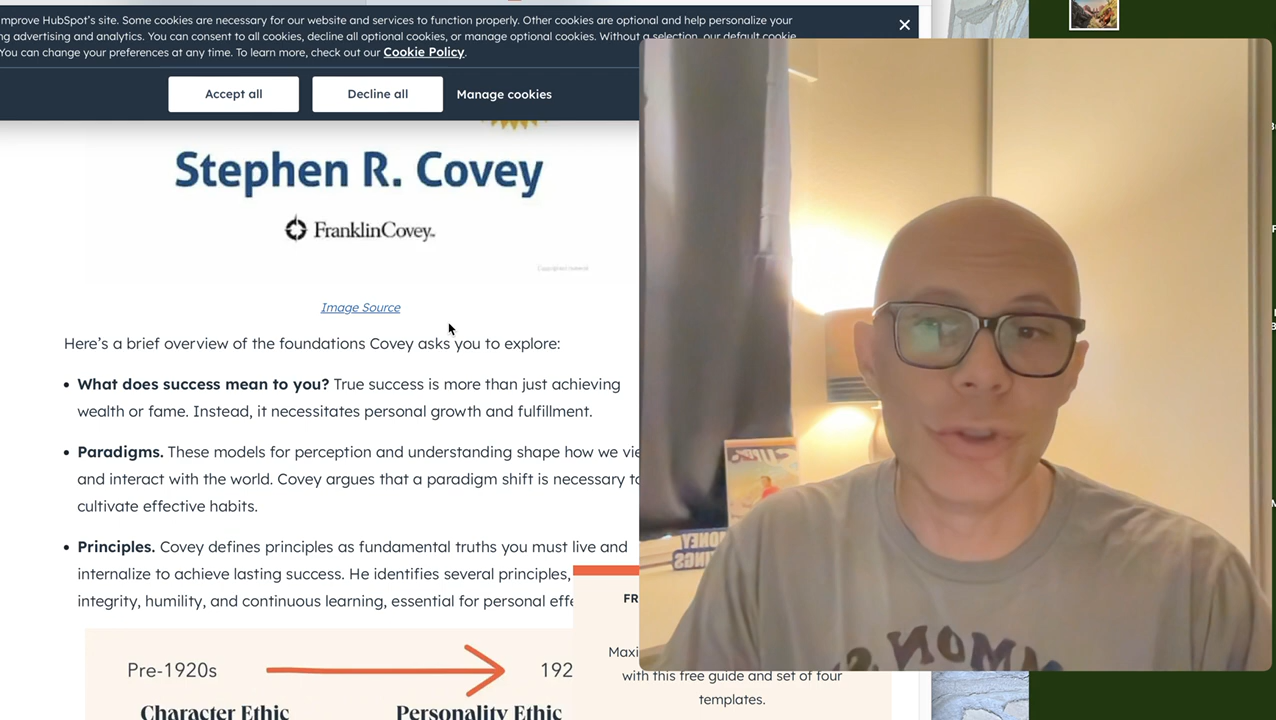 improve HubSpot's site. Some cookies are necessary for our website and services to function properly. Other cookies are optional and help personalize your
ng advertising and analytics. You can consent to all cookies, decline all optional cookies, or manage optional cookies. Without a selection, our default cookie
You can change your preferences at any time. To learn more, check out our Cookie Policy.
Accept all
Decline all
Manage cookies
Stephen R. Covey
FranklinCovey
Image Source
Here's a brief overview of the foundations Covey asks you to explore:
• What does success mean to you? True success is more than just achieving
wealth or fame. Instead, it necessitates personal growth and fulfillment.
• Paradigms. These models for perception and understanding shape how we vie
and interact with the world. Covey argues that a paradigm shift is necessary to
cultivate effective habits.
• Principles. Covey defines principles as fundamental truths you must live and
internalize to achieve lasting success. He identifies several principles,
integrity, humility, and continuous learning, essential for personal effe
FR
Maxi
with this free guide and set of four
templates.
Pre-1920s
192
Character Ethic
Personality Ethic
MONEY